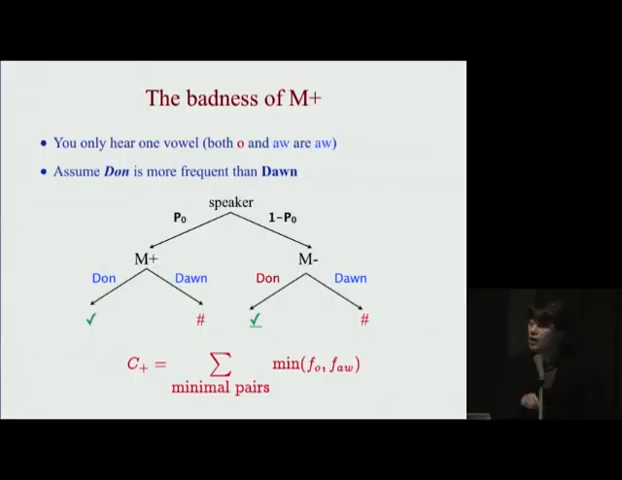 The badness of M+
• You only hear one vowel (both o and aw are aw)
• Assume Don is more frequent than Dawn
speaker
P₀ 1-P₀
M+ M-
Don Dawn Don Dawn
✓ # ✓ #
C₊ = ∑ min(fₒ, f_aw)
minimal pairs